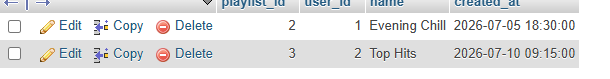 playlist_id user_id name created_at
Edit Copy Delete 2 1 Evening Chill 2026-07-05 18:30:00
Edit Copy Delete 3 2 Top Hits 2026-07-10 09:15:00